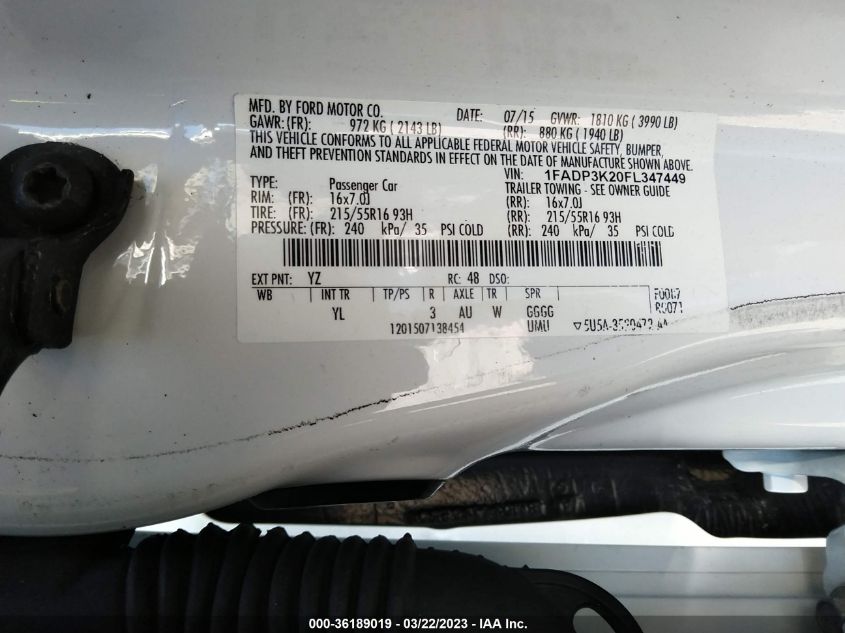 MFD. BY FORD MOTOR CO. DATE: 07/15 GVWR: 1810 KG ( 3990 LB)
GAWR: (FR): 972 KG ( 2143 LB) (RR): 880 KG ( 1940 LB)
THIS VEHICLE CONFORMS TO ALL APPLICABLE FEDERAL MOTOR VEHICLE SAFETY, BUMPER,
AND THEFT PREVENTION STANDARDS IN EFFECT ON THE DATE OF MANUFACTURE SHOWN ABOVE.
VIN: 1FADP3K20FL347449
TYPE: Passenger Car TRAILER TOWING - SEE OWNER GUIDE
RIM: (FR): 16x7.0J (RR): 16x7.0J
TIRE: (FR): 215/55R16 93H (RR): 215/55R16 93H
PRESSURE: (FR): 240 kPa/ 35 PSI COLD (RR): 240 kPa/ 35 PSI COLD
EXT PNT: YZ RC: 48 DSO:
WB INT TR TP/PS R AXLE TR SPR
YL 3 AU W GGGG
1201507138454 UMU
000-36189019 - 03/22/2023 - IAA Inc.